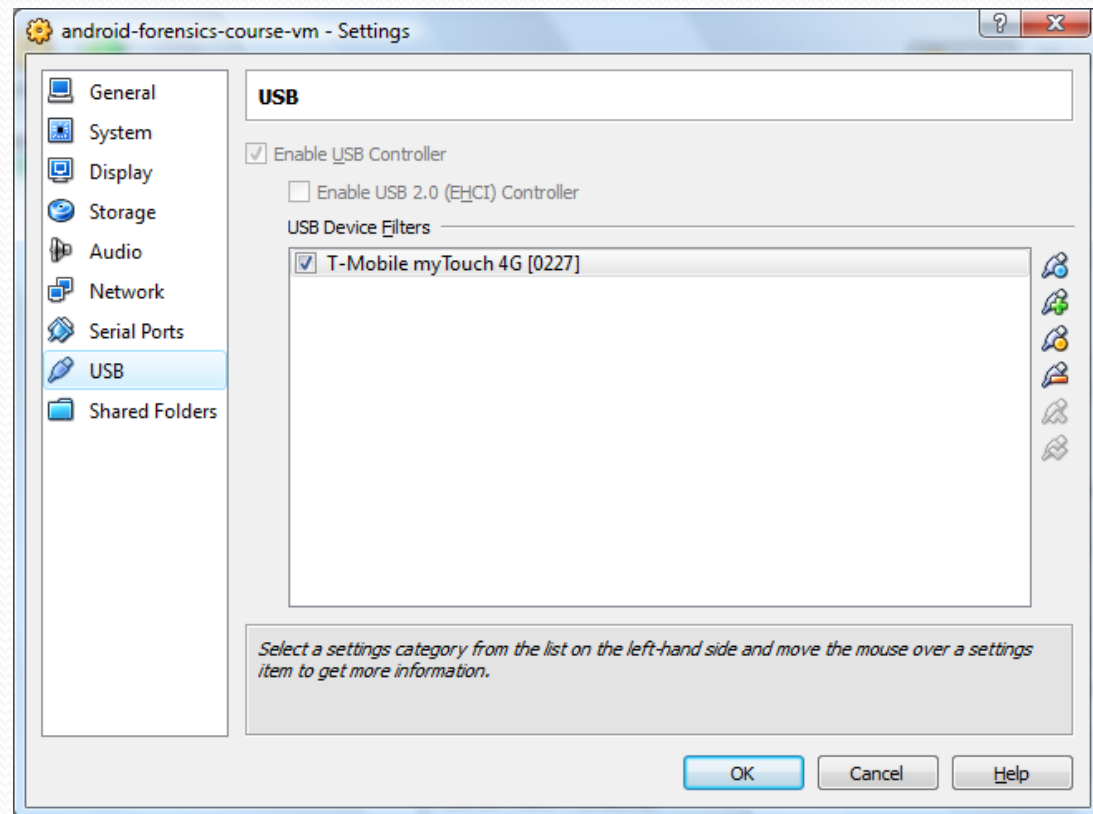 android-forensics-course-vm - Settings
?
General
System
Display
Storage
Audio
Network
Serial Ports
USB
Shared Folders
USB
Enable USB Controller
Enable USB 2.0 (EHCI) Controller
USB Device Filters
T-Mobile myTouch 4G [0227]
Select a settings category from the list on the left-hand side and move the mouse over a settings
item to get more information.
OK Cancel Help